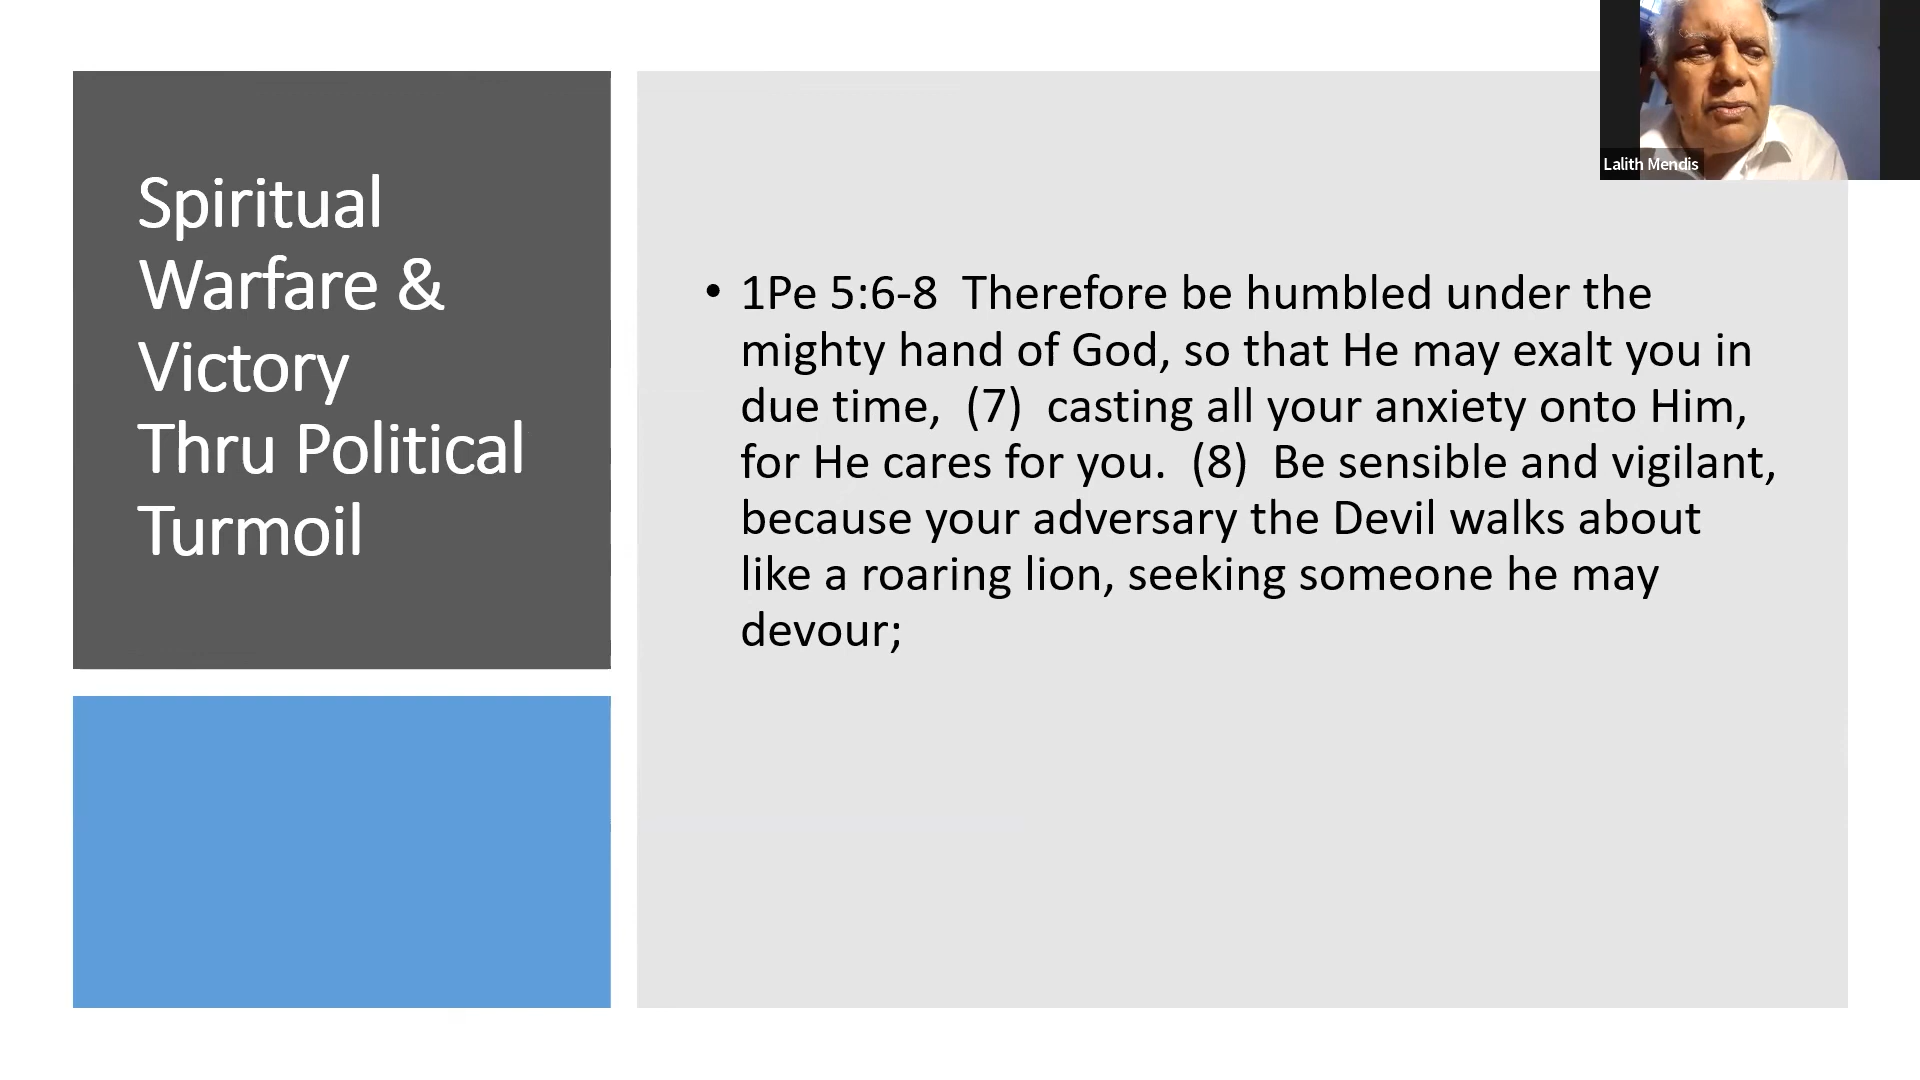 Spiritual
Warfare &
Victory
Thru Political
Turmoil
• 1Pe 5:6-8  Therefore be humbled under the
mighty hand of God, so that He may exalt you in
due time,  (7)  casting all your anxiety onto Him,
for He cares for you.  (8)  Be sensible and vigilant,
because your adversary the Devil walks about
like a roaring lion, seeking someone he may
devour;
Lalith Mendis